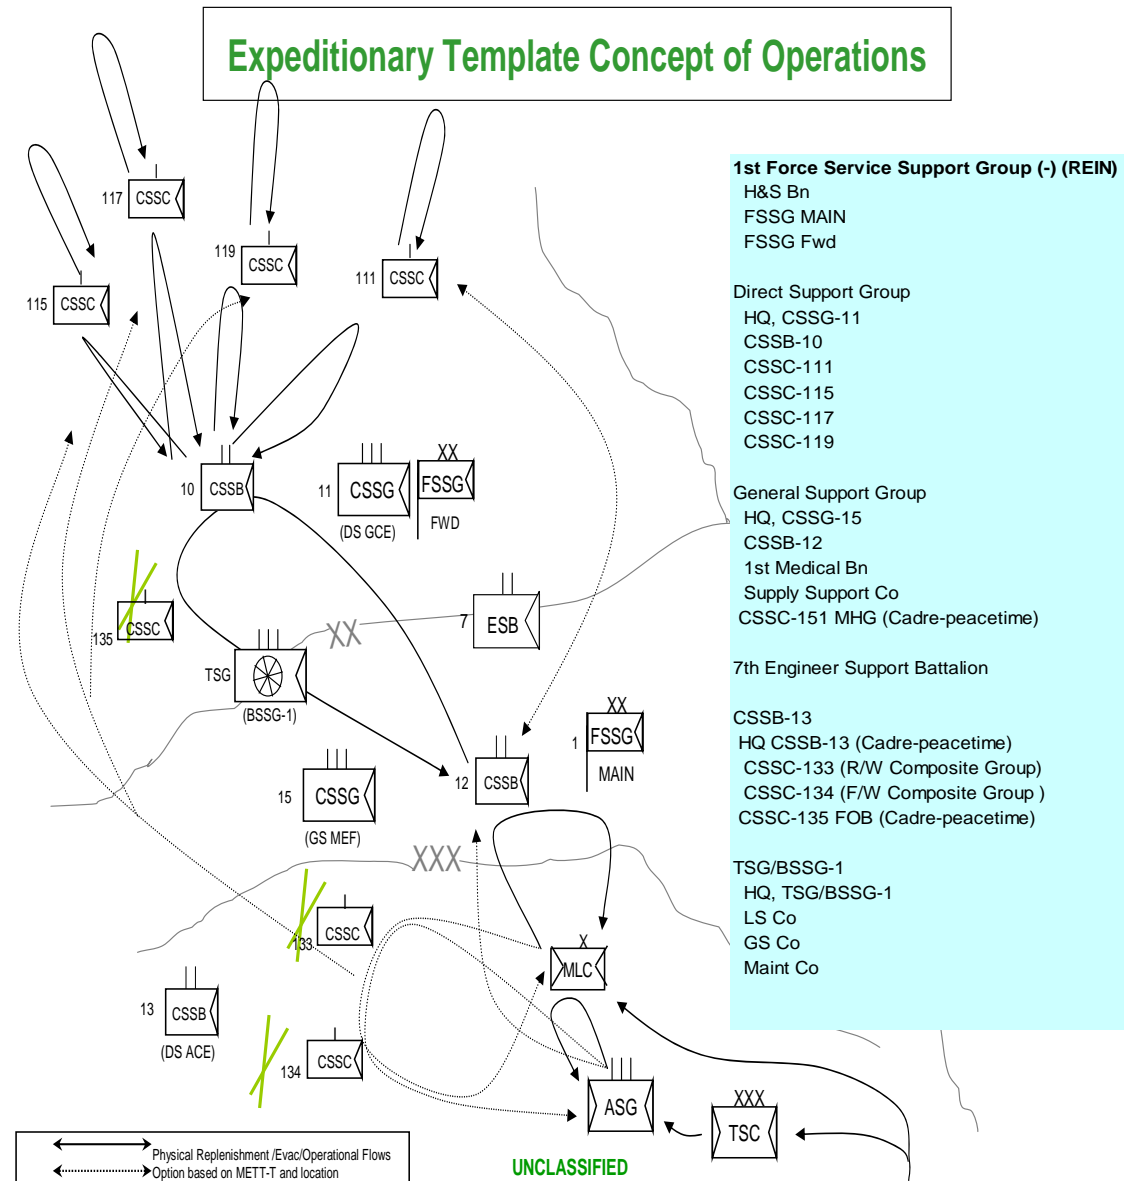 Expeditionary Template Concept of Operations
117
CSSC
119
CSSC
111
CSSC
115
CSSC
10
CSSB
11
CSSG
(DS GCE)
XX
FSSG
FWD
135
CSSC
XX
7
ESB
TSG
(BSSG-1)
XX
1
FSSG
MAIN
12
CSSB
15
CSSG
(GS MEF)
XXX
133
CSSC
X
MLC
13
CSSB
(DS ACE)
134
CSSC
ASG
XXX
TSC
1st Force Service Support Group (-) (REIN)
H&S Bn
FSSG MAIN
FSSG Fwd
Direct Support Group
HQ, CSSG-11
CSSB-10
CSSC-111
CSSC-115
CSSC-117
CSSC-119
General Support Group
HQ, CSSG-15
CSSB-12
1st Medical Bn
Supply Support Co
CSSC-151 MHG (Cadre-peacetime)
7th Engineer Support Battalion
CSSB-13
HQ CSSB-13 (Cadre-peacetime)
CSSC-133 (R/W Composite Group)
CSSC-134 (F/W Composite Group )
CSSC-135 FOB (Cadre-peacetime)
TSG/BSSG-1
HQ, TSG/BSSG-1
LS Co
GS Co
Maint Co
Physical Replenishment /Evac/Operational Flows
Option based on METT-T and location
UNCLASSIFIED